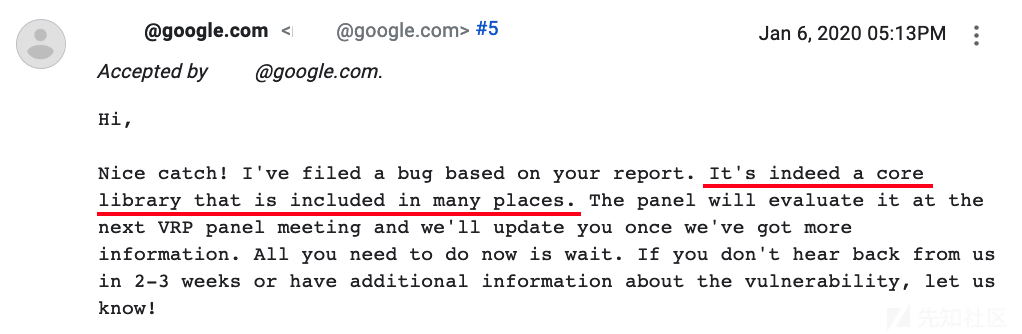 @google.com < @google.com> #5
Jan 6, 2020 05:13PM
Accepted by @google.com.
Hi,
Nice catch! I've filed a bug based on your report. It's indeed a core
library that is included in many places. The panel will evaluate it at the
next VRP panel meeting and we'll update you once we've got more
information. All you need to do now is wait. If you don't hear back from us
in 2-3 weeks or have additional information about the vulnerability, let us
know!
先知社区